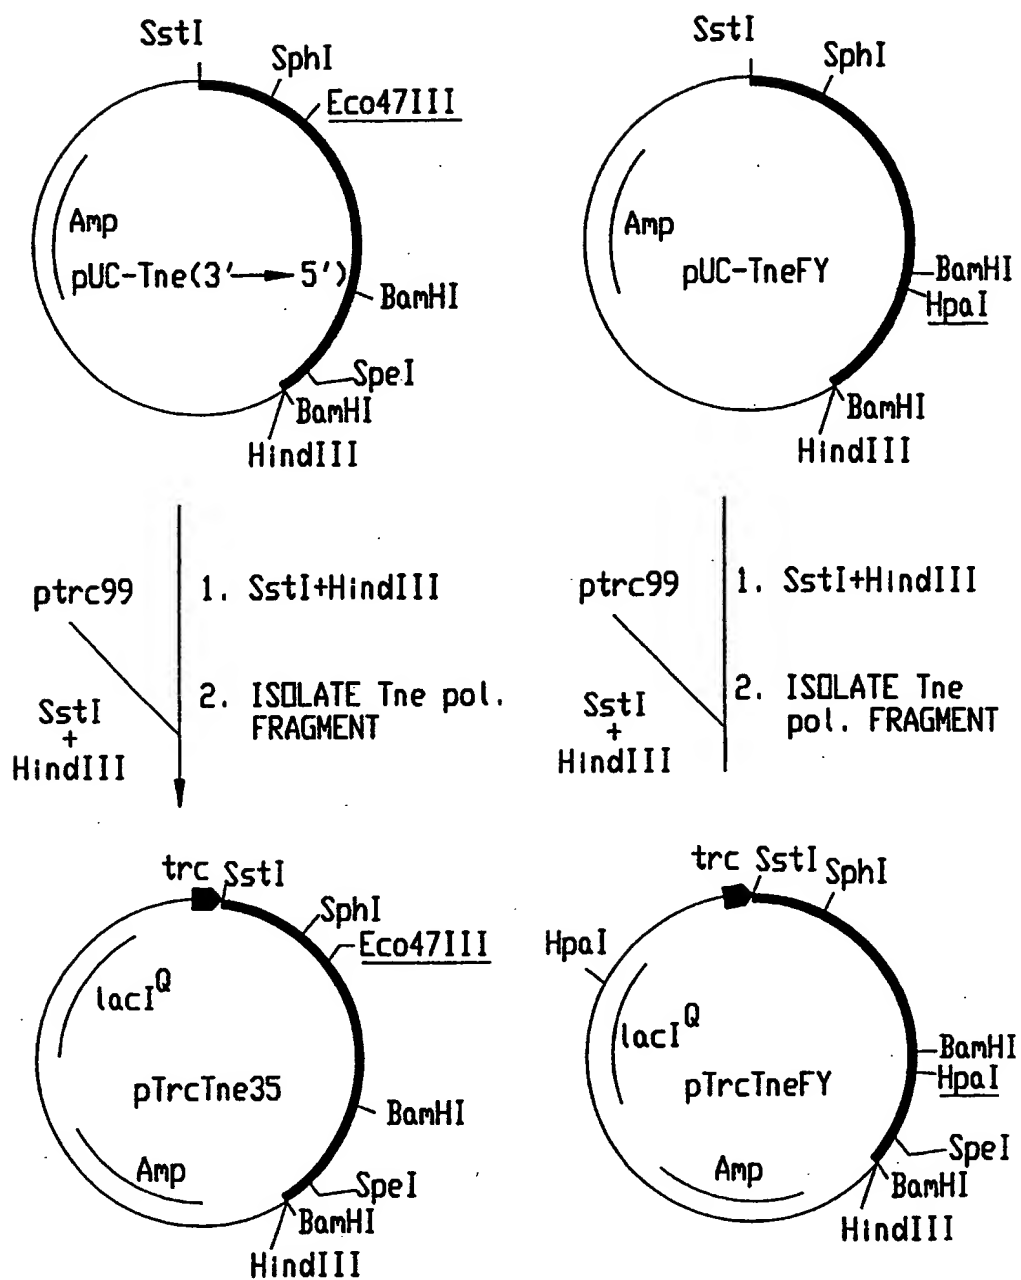 SstI
SphI
Eco47III
Amp
pUC-Tne(3'→5')
BamHI
SpeI
BamHI
HindIII
SstI
SphI
Amp
pUC-TneFY
BamHI
HpaI
BamHI
HindIII
ptrc99
1. SstI+HindIII
SstI
+
HindIII
2. ISOLATE Tne pol.
FRAGMENT
ptrc99
1. SstI+HindIII
SstI
+
HindIII
2. ISOLATE Tne
pol. FRAGMENT
trc
SstI
SphI
Eco47III
lacI^Q
pTrcTne35
BamHI
Amp
SpeI
BamHI
HindIII
trc
SstI
SphI
HpaI
lacI^Q
BamHI
HpaI
pTrcTneFY
Amp
SpeI
BamHI
HindIII